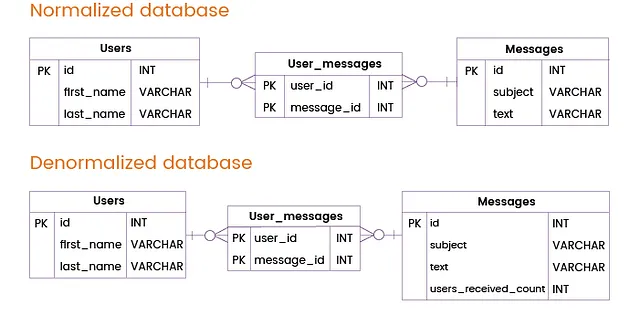 Normalized database
Users
PK id INT
first_name VARCHAR
last_name VARCHAR
User_messages
PK user_id INT
PK message_id INT
Messages
PK id INT
subject VARCHAR
text VARCHAR
Denormalized database
Users
PK id INT
first_name VARCHAR
last_name VARCHAR
User_messages
PK user_id INT
PK message_id INT
Messages
PK id INT
subject VARCHAR
text VARCHAR
users_received_count INT